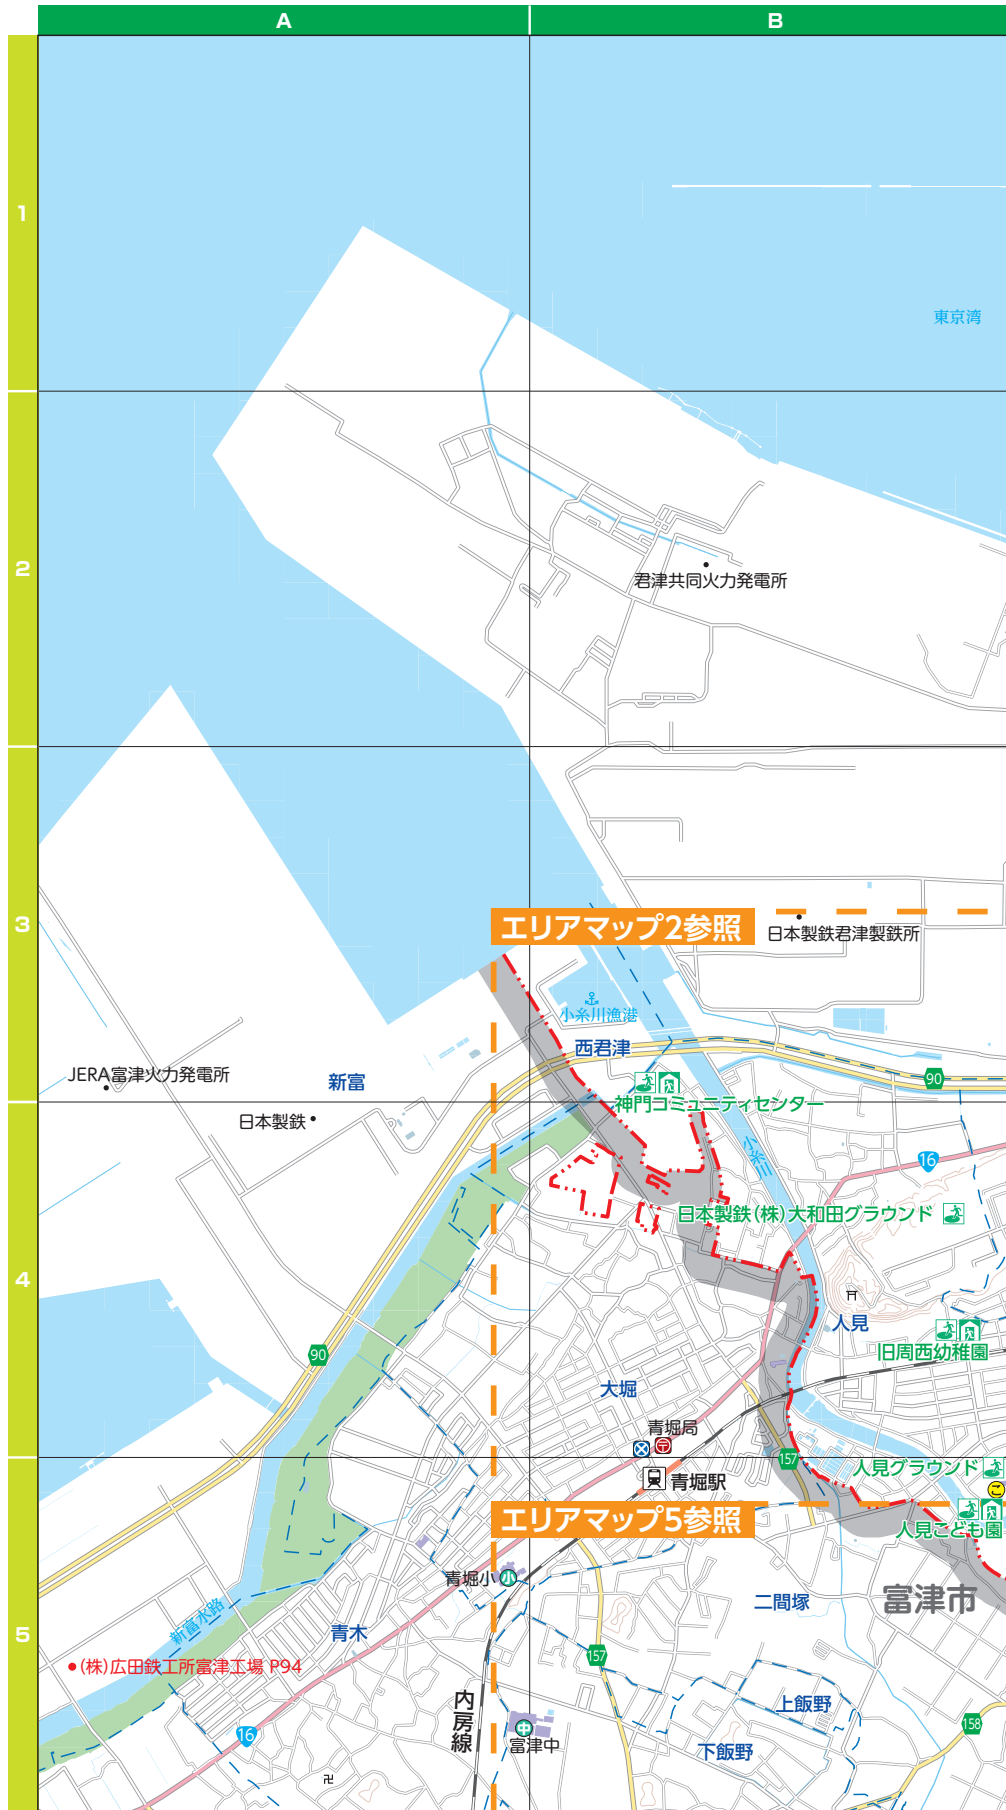 A
B
1
東京湾
2
君津共同火力発電所
3
エリアマップ2参照
日本製鉄君津製鉄所
小糸川漁港
西君津
JERA富津火力発電所
新富
90
神門コミュニティセンター
日本製鉄
小糸川
16
日本製鉄(株)大和田グラウンド
4
人見
90
旧周西幼稚園
大堀
青堀局
157
人見グラウンド
青堀駅
こ
エリアマップ5参照
人見こども園
青堀小
小
富津市
二間塚
新富水路
青木
5
157
(株)広田鉄工所富津工場 P94
内房線
上飯野
158
16
中
富津中
下飯野